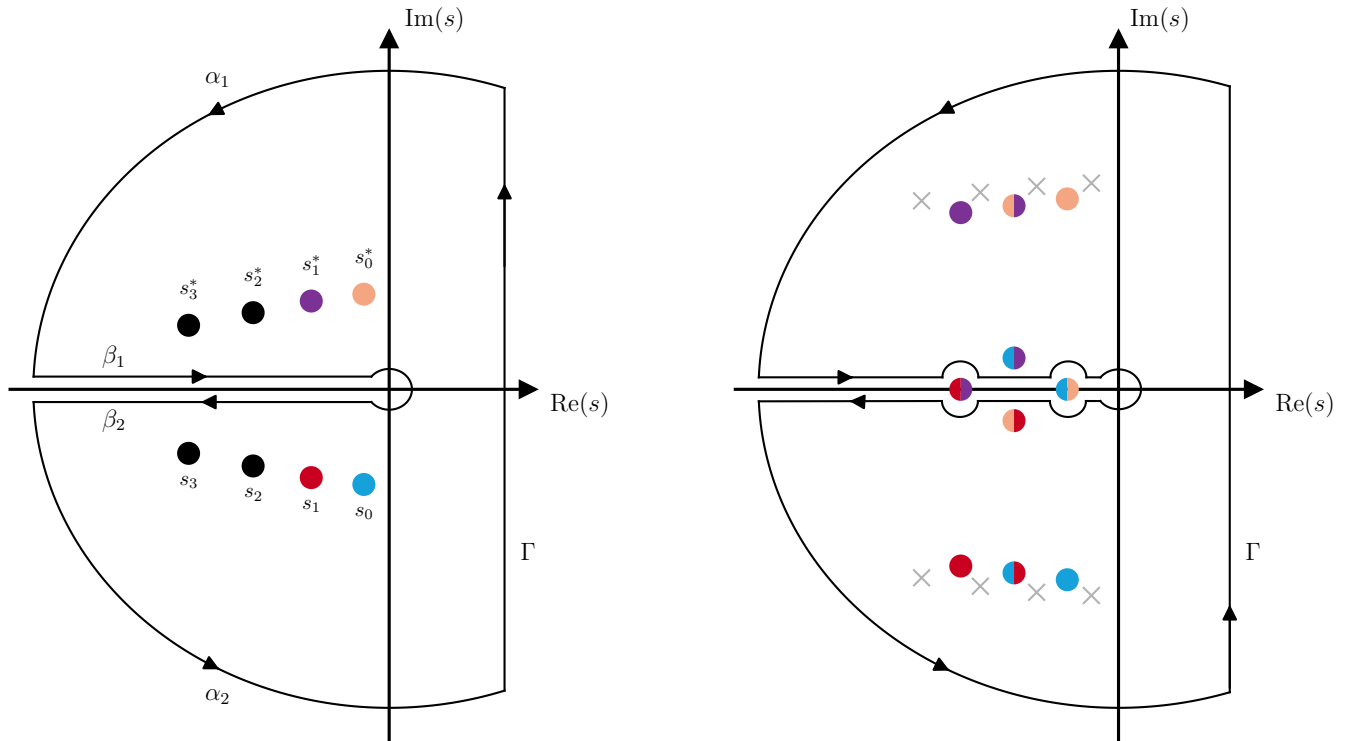 Im(s)
α₁
s₃*
s₂*
s₁*
s₀*
β₁
Re(s)
β₂
s₃
s₂
s₁
s₀
Γ
α₂
Im(s)
Re(s)
Γ